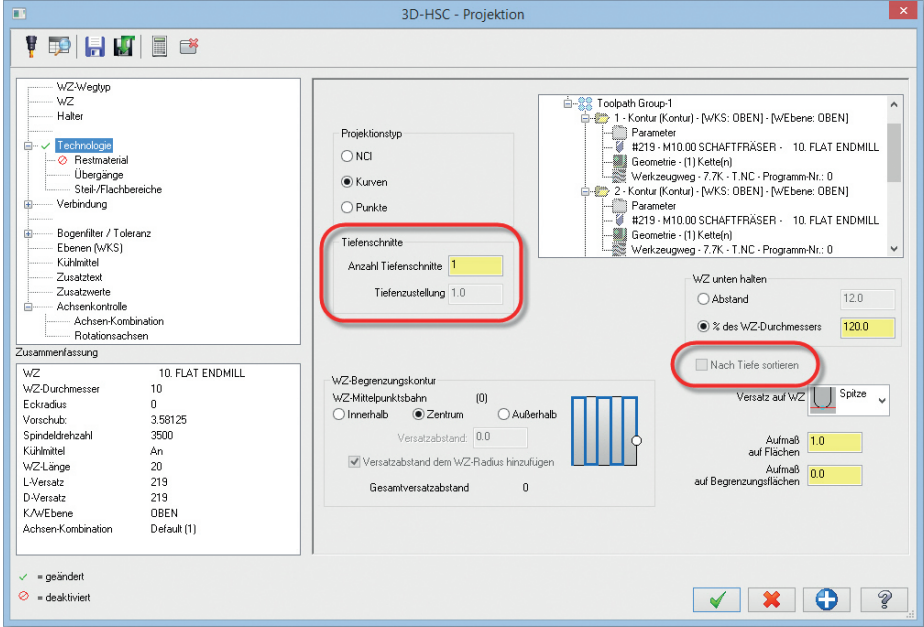 3D-HSC - Projektion
WZ-Wegtyp
WZ
Halter
Technologie
Restmaterial
Übergänge
Steil-/Flachbereiche
Verbindung
Bogenfilter / Toleranz
Ebenen (WKS)
Kühlmittel
Zusatztext
Zusatzwerte
Achsenkontrolle
Achsen-Kombination
Rotationsachsen
Zusammenfassung
WZ 10. FLAT ENDMILL
WZ-Durchmesser 10
Eckradius 0
Vorschub: 3.58125
Spindeldrehzahl 3500
Kühlmittel An
WZ-Länge 20
L-Versatz 219
D-Versatz 219
K/WEbene OBEN
Achsen-Kombination Default (1)
= geändert
= deaktiviert
Projektionstyp
NCI
Kurven
Punkte
Tiefenschnitte
Anzahl Tiefenschnitte 1
Tiefenzustellung 1.0
Toolpath Group-1
1 - Kontur (Kontur) - [WKS: OBEN] - [WEbene: OBEN]
Parameter
#219 - M10.00 SCHAFTFRÄSER - 10. FLAT ENDMILL
Geometrie - (1) Kette(n)
Werkzeugweg - 7.7K - T.NC - Programm-Nr.: 0
2 - Kontur (Kontur) - [WKS: OBEN] - [WEbene: OBEN]
Parameter
#219 - M10.00 SCHAFTFRÄSER - 10. FLAT ENDMILL
Geometrie - (1) Kette(n)
Werkzeugweg - 7.7K - T.NC - Programm-Nr.: 0
WZ unten halten
Abstand 12.0
% des WZ-Durchmessers 120.0
Nach Tiefe sortieren
Versatz auf WZ Spitze
Aufmaß
auf Flächen 1.0
Aufmaß
auf Begrenzungsflächen 0.0
WZ-Begrenzungskontur
WZ-Mittelpunktsbahn (0)
Innerhalb Zentrum Außerhalb
Versatzabstand: 0.0
Versatzabstand dem WZ-Radius hinzufügen
Gesamtversatzabstand 0